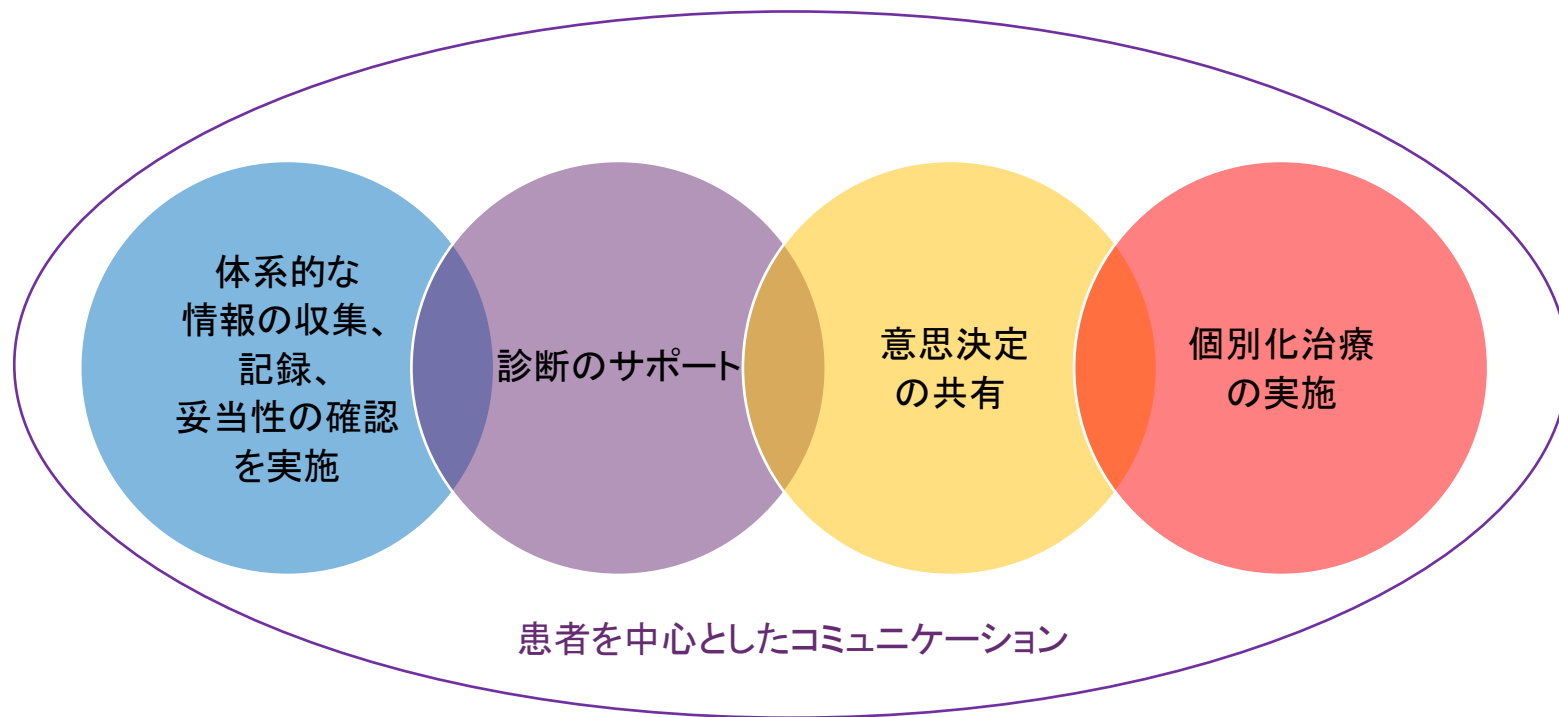 体系的な
情報の収集、
記録、
妥当性の確認
を実施
診断のサポート
意思決定
の共有
個別化治療
の実施
患者を中心としたコミュニケーション